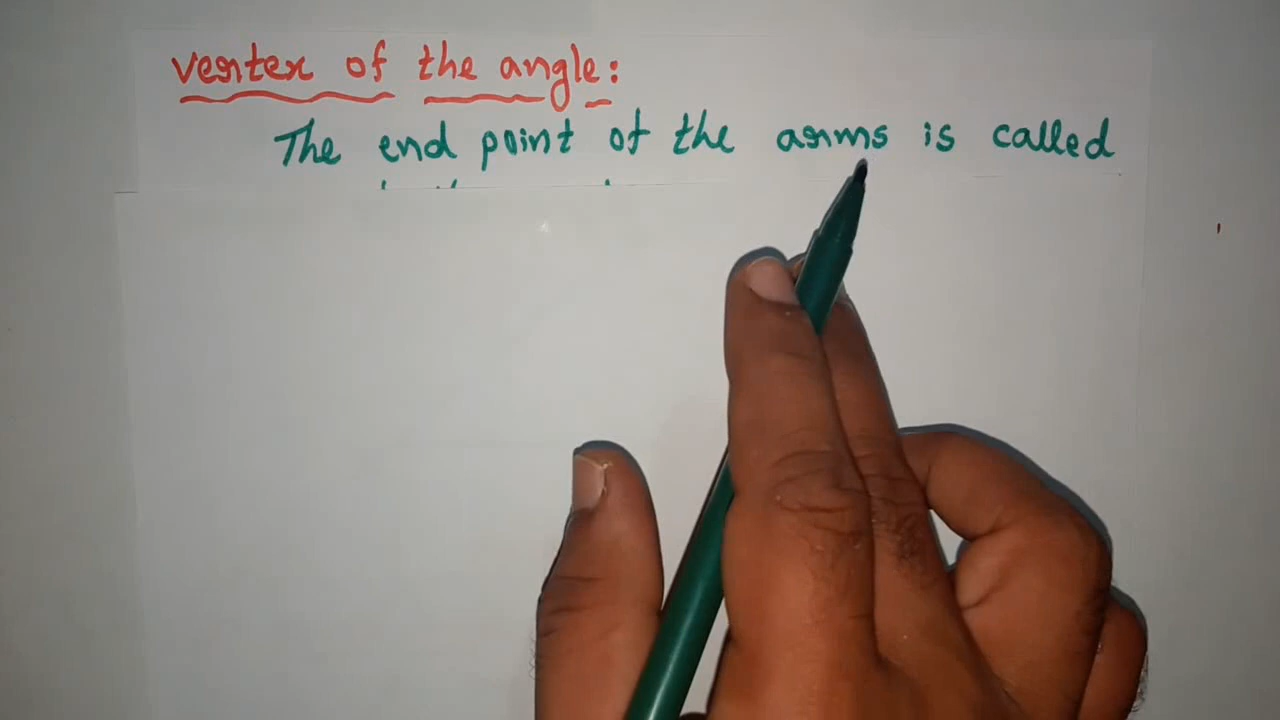 vertex of the angle:
The end point of the arms is called